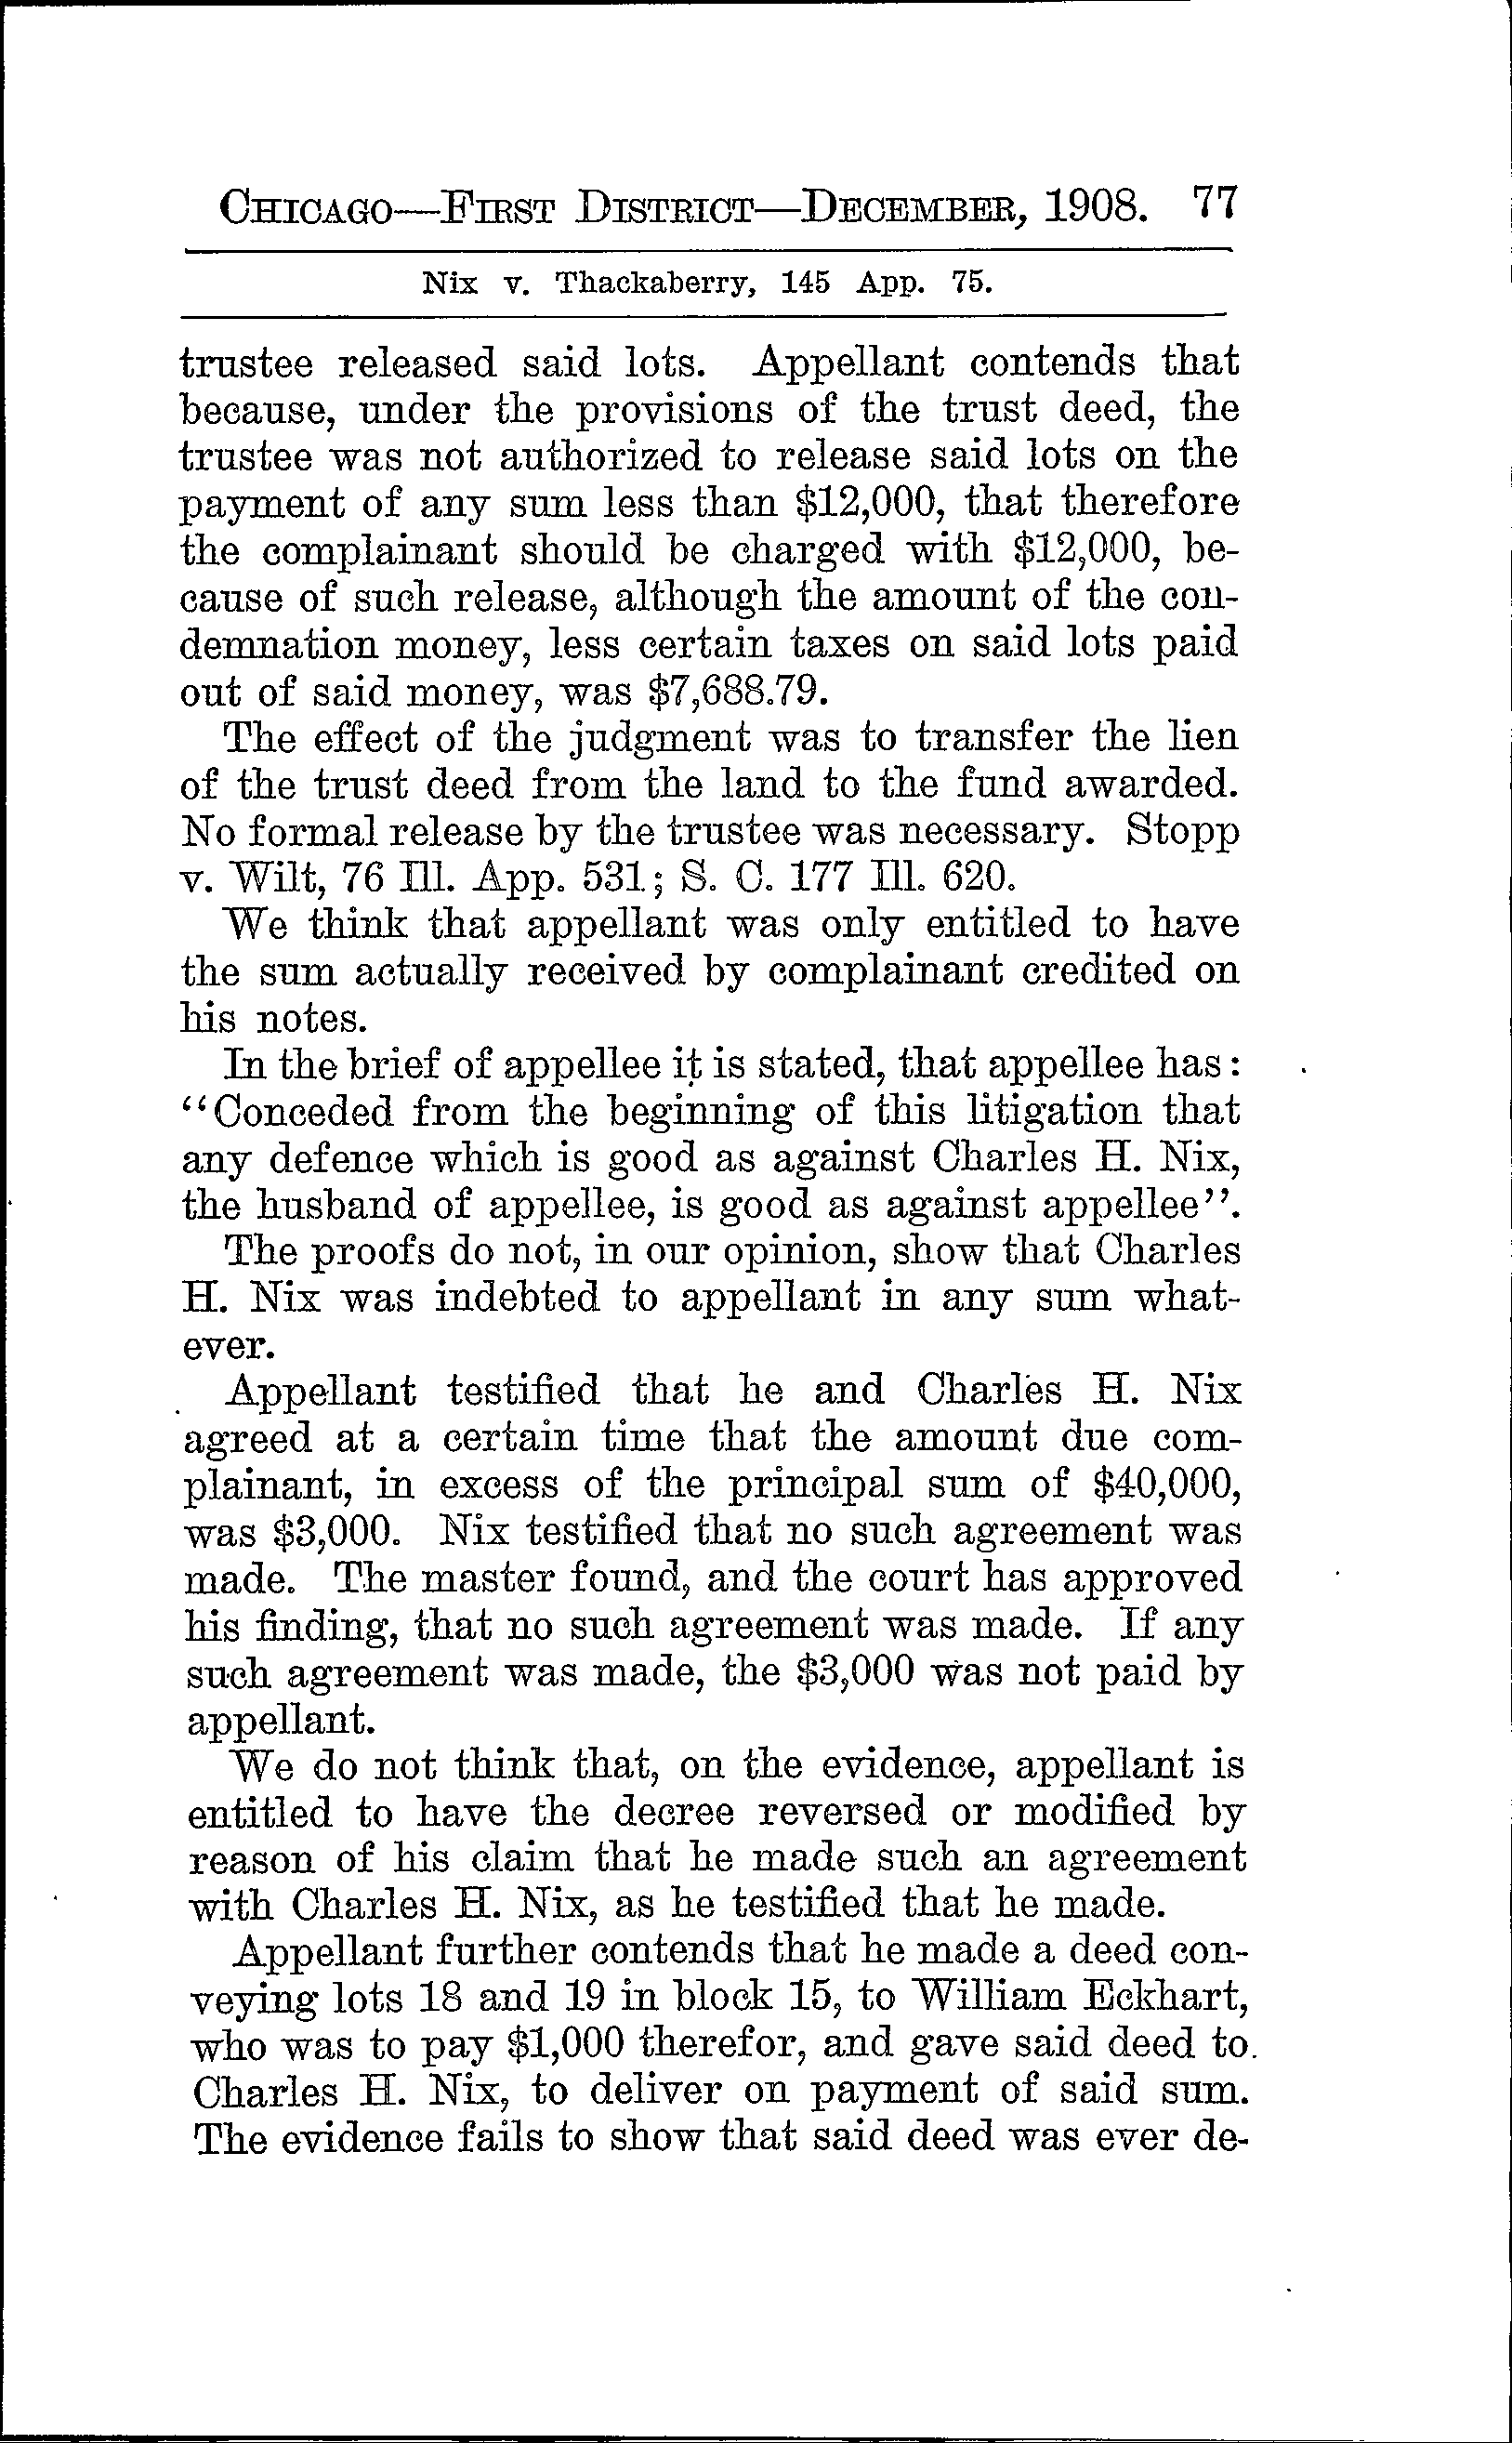 CHICAGO—FIRST DISTRICT—DECEMBER, 1908. 77
Nix v. Thackaberry, 145 App. 75.
trustee released said lots. Appellant contends that
because, under the provisions of the trust deed, the
trustee was not authorized to release said lots on the
payment of any sum less than $12,000, that therefore
the complainant should be charged with $12,000, be-
cause of such release, although the amount of the con-
demnation money, less certain taxes on said lots paid
out of said money, was $7,688.79.
The effect of the judgment was to transfer the lien
of the trust deed from the land to the fund awarded.
No formal release by the trustee was necessary. Stopp
v. Wilt, 76 Ill. App. 531; S. C. 177 Ill. 620.
We think that appellant was only entitled to have
the sum actually received by complainant credited on
his notes.
In the brief of appellee it is stated, that appellee has:
"Conceded from the beginning of this litigation that
any defence which is good as against Charles H. Nix,
the husband of appellee, is good as against appellee".
The proofs do not, in our opinion, show that Charles
H. Nix was indebted to appellant in any sum what-
ever.
Appellant testified that he and Charles H. Nix
agreed at a certain time that the amount due com-
plainant, in excess of the principal sum of $40,000,
was $3,000. Nix testified that no such agreement was
made. The master found, and the court has approved
his finding, that no such agreement was made. If any
such agreement was made, the $3,000 was not paid by
appellant.
We do not think that, on the evidence, appellant is
entitled to have the decree reversed or modified by
reason of his claim that he made such an agreement
with Charles H. Nix, as he testified that he made.
Appellant further contends that he made a deed con-
veying lots 18 and 19 in block 15, to William Eckhart,
who was to pay $1,000 therefor, and gave said deed to
Charles H. Nix, to deliver on payment of said sum.
The evidence fails to show that said deed was ever de-